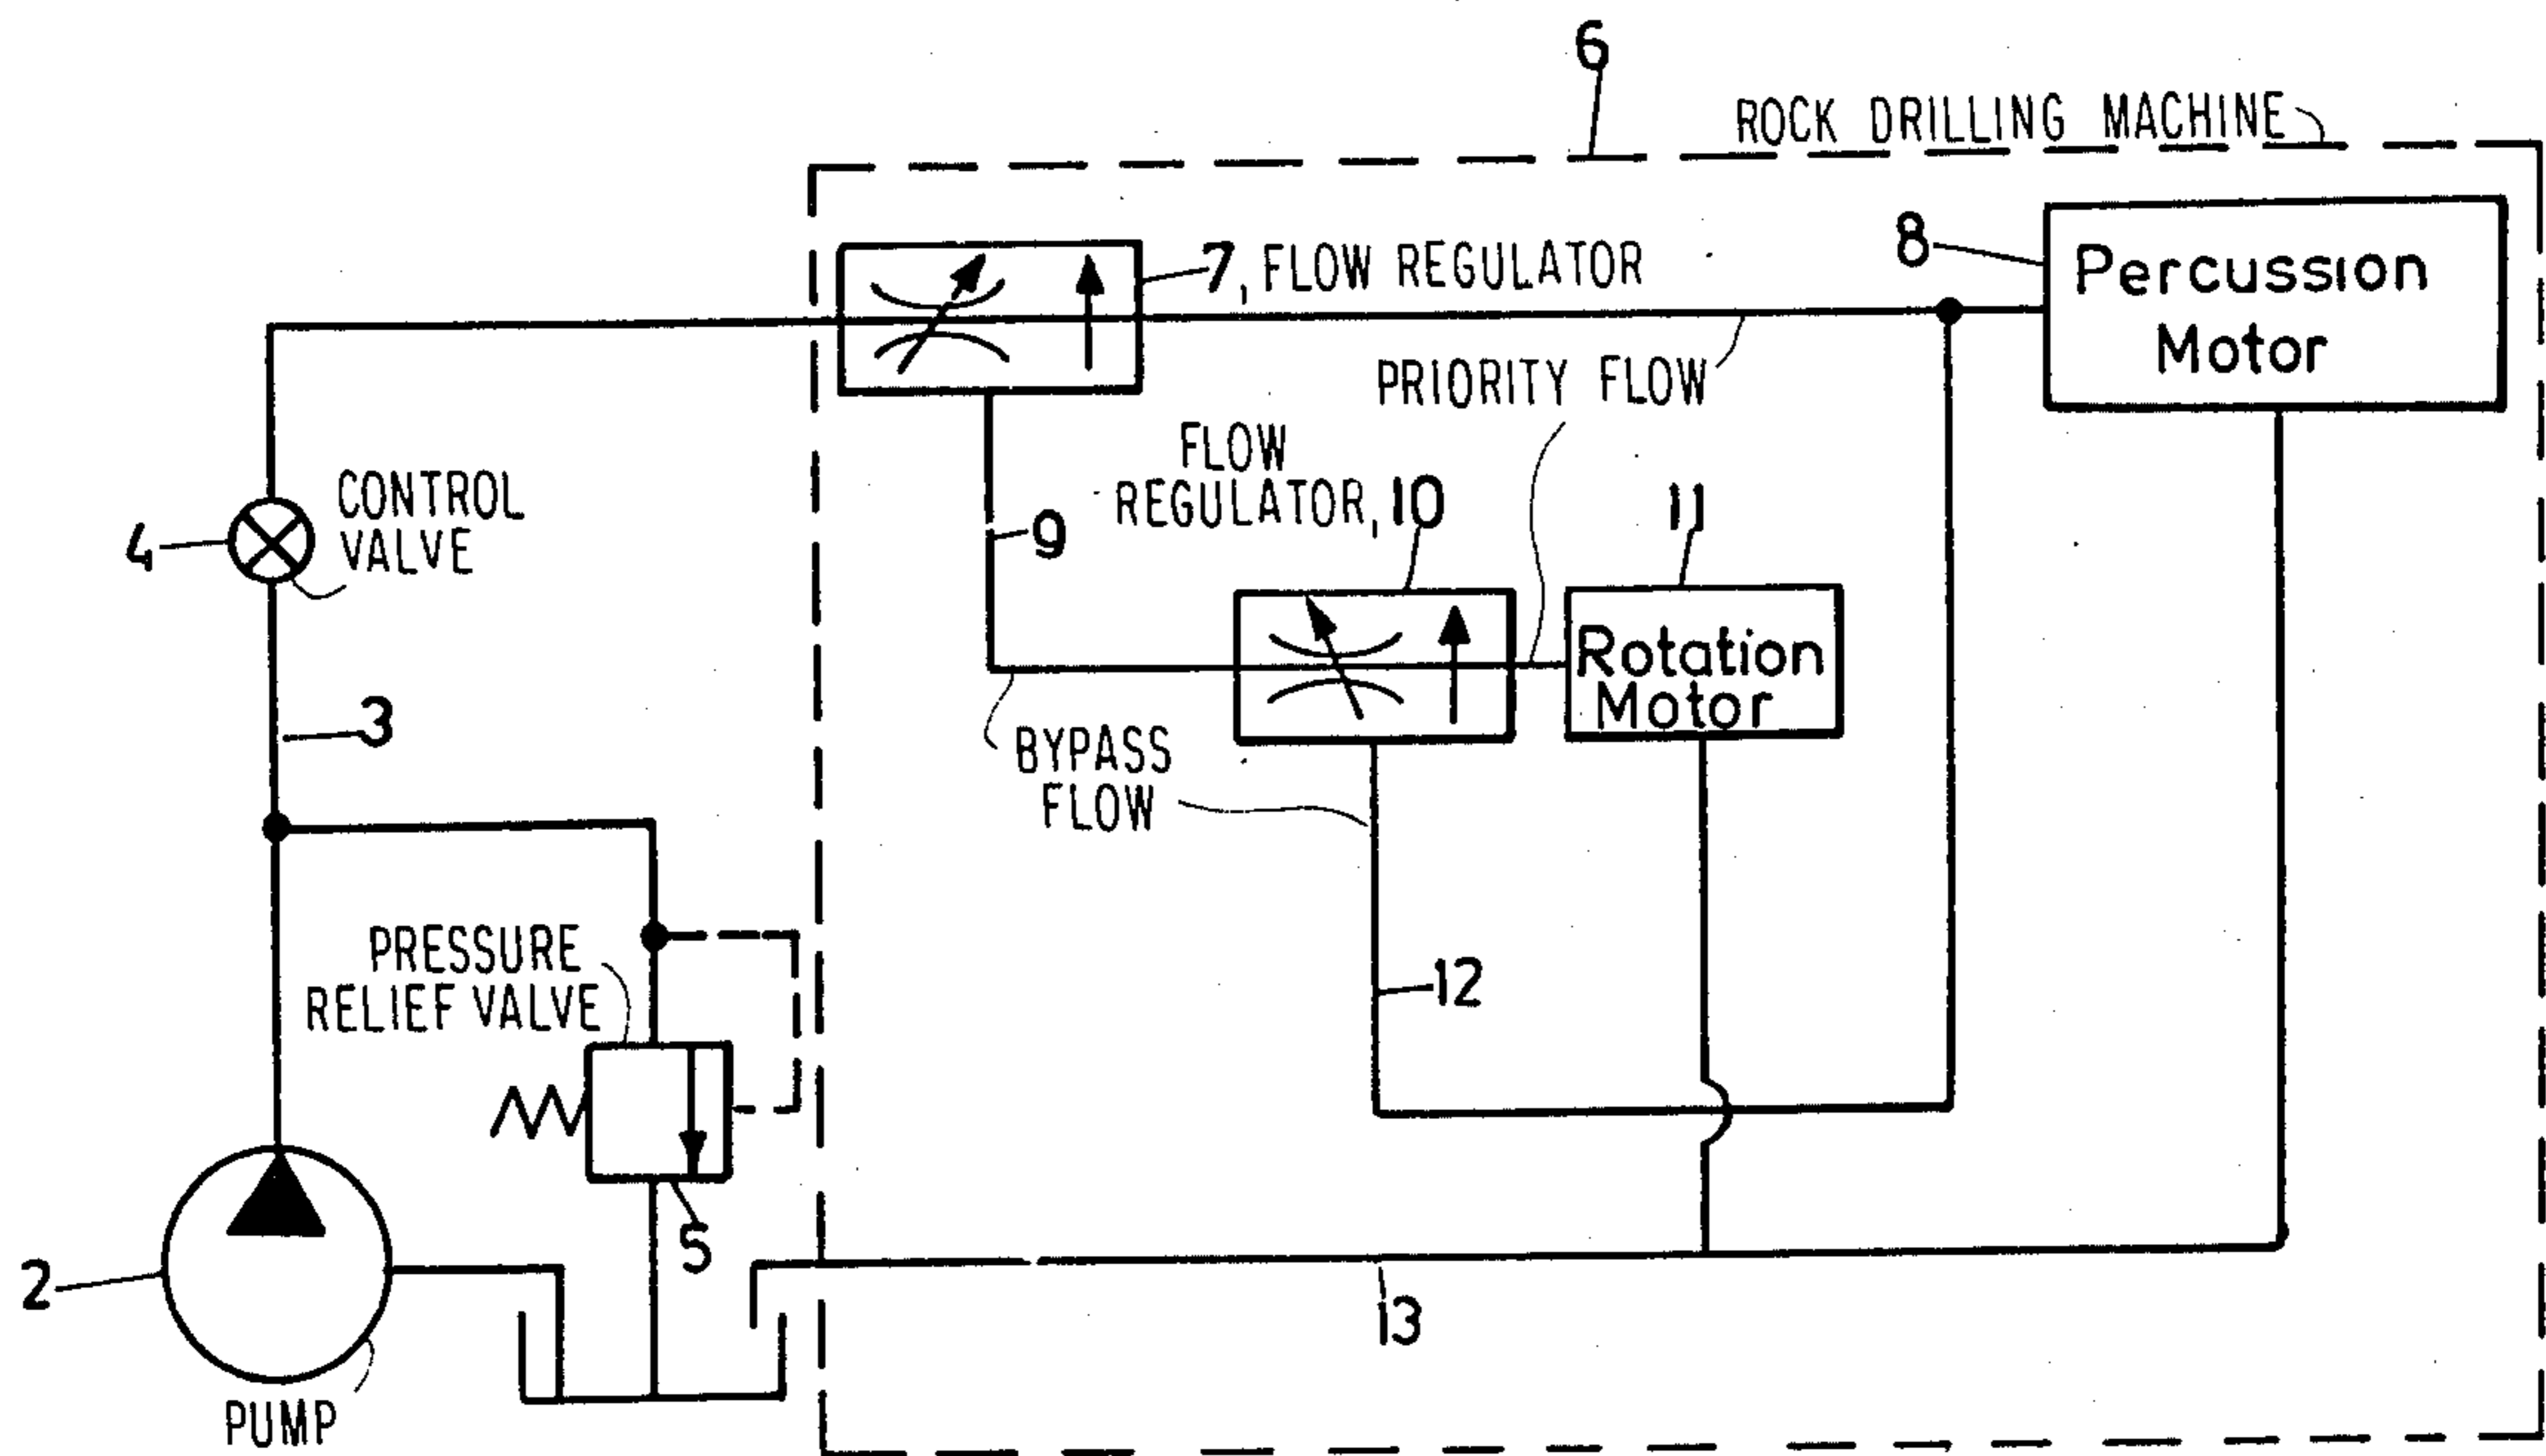 6
ROCK DRILLING MACHINE
7, FLOW REGULATOR
8
Percussion
Motor
PRIORITY FLOW
4
CONTROL
VALVE
FLOW
REGULATOR, 10
9
11
Rotation
Motor
3
BYPASS
FLOW
PRESSURE
RELIEF VALVE
12
5
2
13
PUMP